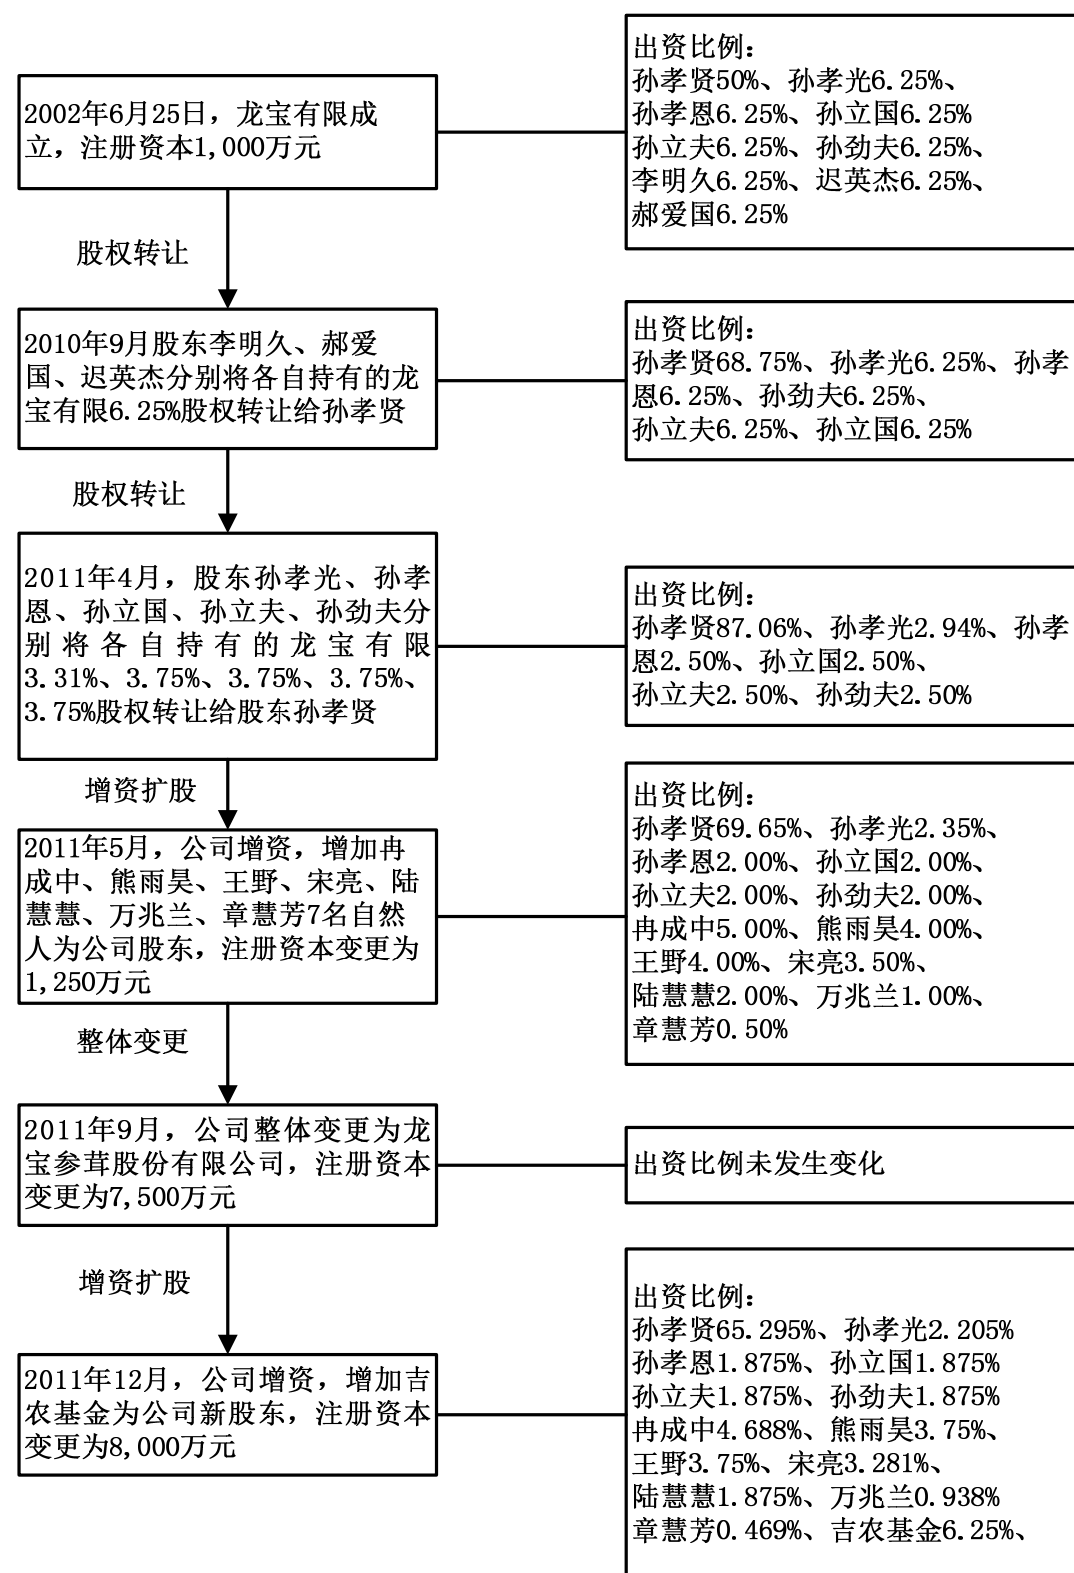 2002年6月25日，龙宝有限成
立，注册资本1,000万元
出资比例：
孙孝贤50%、孙孝光6.25%、
孙孝恩6.25%、孙立国6.25%
孙立夫6.25%、孙劲夫6.25%、
李明久6.25%、迟英杰6.25%、
郝爱国6.25%
股权转让
2010年9月股东李明久、郝爱
国、迟英杰分别将各自持有的龙
宝有限6.25%股权转让给孙孝贤
出资比例：
孙孝贤68.75%、孙孝光6.25%、孙孝
恩6.25%、孙劲夫6.25%、
孙立夫6.25%、孙立国6.25%
股权转让
2011年4月，股东孙孝光、孙孝
恩、孙立国、孙立夫、孙劲夫分
别将各自持有的龙宝有限
3.31%、3.75%、3.75%、3.75%、
3.75%股权转让给股东孙孝贤
出资比例：
孙孝贤87.06%、孙孝光2.94%、孙孝
恩2.50%、孙立国2.50%、
孙立夫2.50%、孙劲夫2.50%
增资扩股
2011年5月，公司增资，增加冉
成中、熊雨昊、王野、宋亮、陆
慧慧、万兆兰、章慧芳7名自然
人为公司股东，注册资本变更为
1,250万元
出资比例：
孙孝贤69.65%、孙孝光2.35%、
孙孝恩2.00%、孙立国2.00%、
孙立夫2.00%、孙劲夫2.00%、
冉成中5.00%、熊雨昊4.00%、
王野4.00%、宋亮3.50%、
陆慧慧2.00%、万兆兰1.00%、
章慧芳0.50%
整体变更
2011年9月，公司整体变更为龙
宝参茸股份有限公司，注册资本
变更为7,500万元
出资比例未发生变化
增资扩股
2011年12月，公司增资，增加吉
农基金为公司新股东，注册资本
变更为8,000万元
出资比例：
孙孝贤65.295%、孙孝光2.205%
孙孝恩1.875%、孙立国1.875%
孙立夫1.875%、孙劲夫1.875%
冉成中4.688%、熊雨昊3.75%、
王野3.75%、宋亮3.281%、
陆慧慧1.875%、万兆兰0.938%
章慧芳0.469%、吉农基金6.25%、